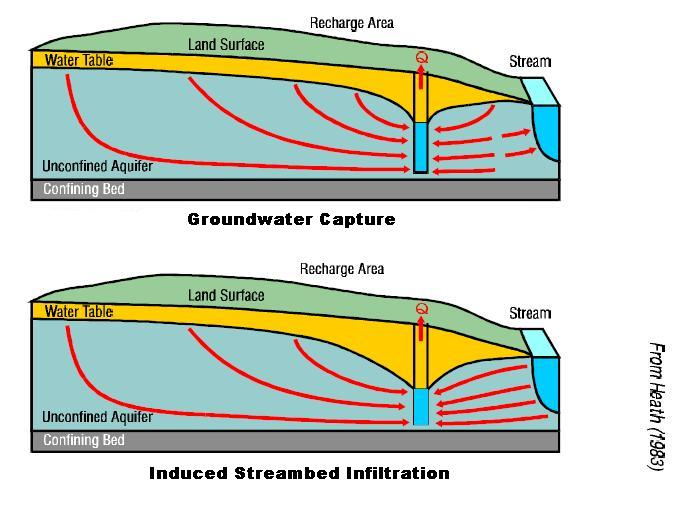 Recharge Area
Land Surface
Stream
Water Table
Q
Unconfined Aquifer
Confining Bed
Groundwater Capture
Recharge Area
Land Surface
Stream
Water Table
Q
Unconfined Aquifer
Confining Bed
Induced Streambed Infiltration
From Heath (1983)